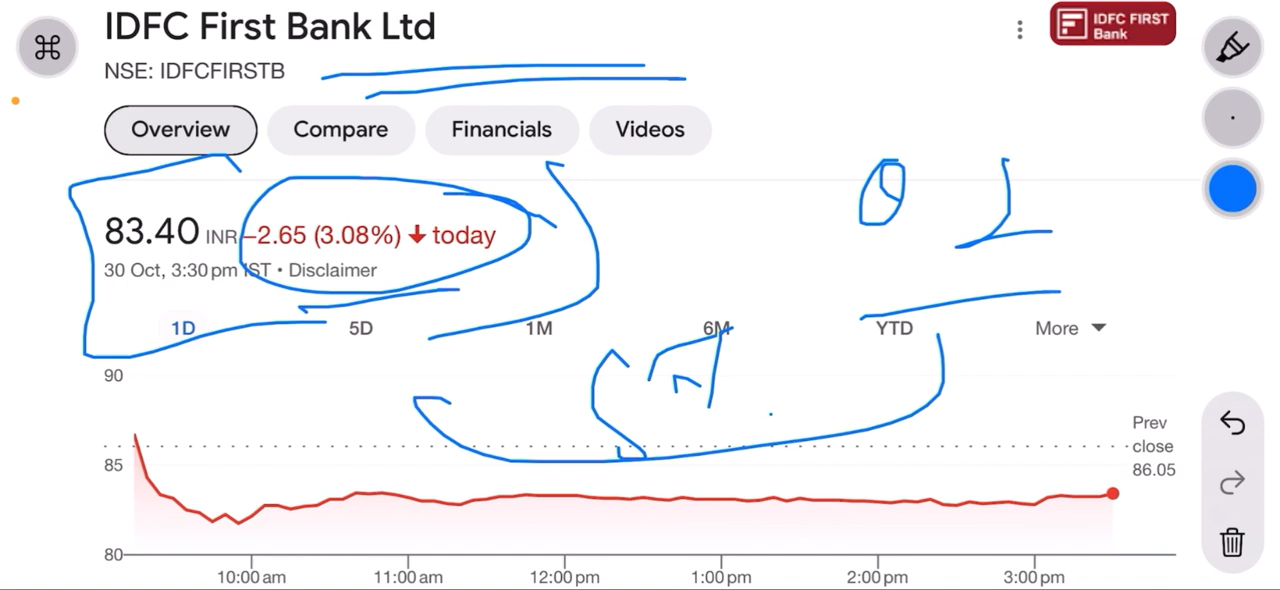 IDFC First Bank Ltd
IDFC FIRST
Bank
NSE: IDFCFIRSTB
Overview Compare Financials Videos
83.40 INR −2.65 (3.08%) ↓ today
30 Oct, 3:30 pm IST • Disclaimer
1D 5D 1M 6M YTD More
90
Prev
close
86.05
85
80
10:00 am 11:00 am 12:00 pm 1:00 pm 2:00 pm 3:00 pm